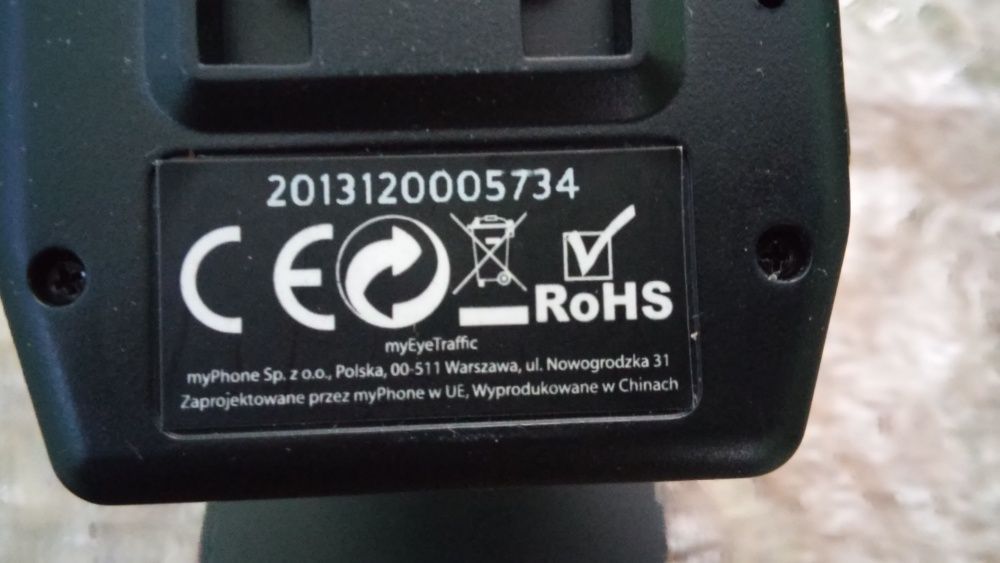 2013120005734
CE RoHS
myEyeTraffic
myPhone Sp. z o.o., Polska, 00-511 Warszawa, ul. Nowogrodzka 31
Zaprojektowane przez myPhone w UE, Wyprodukowane w Chinach